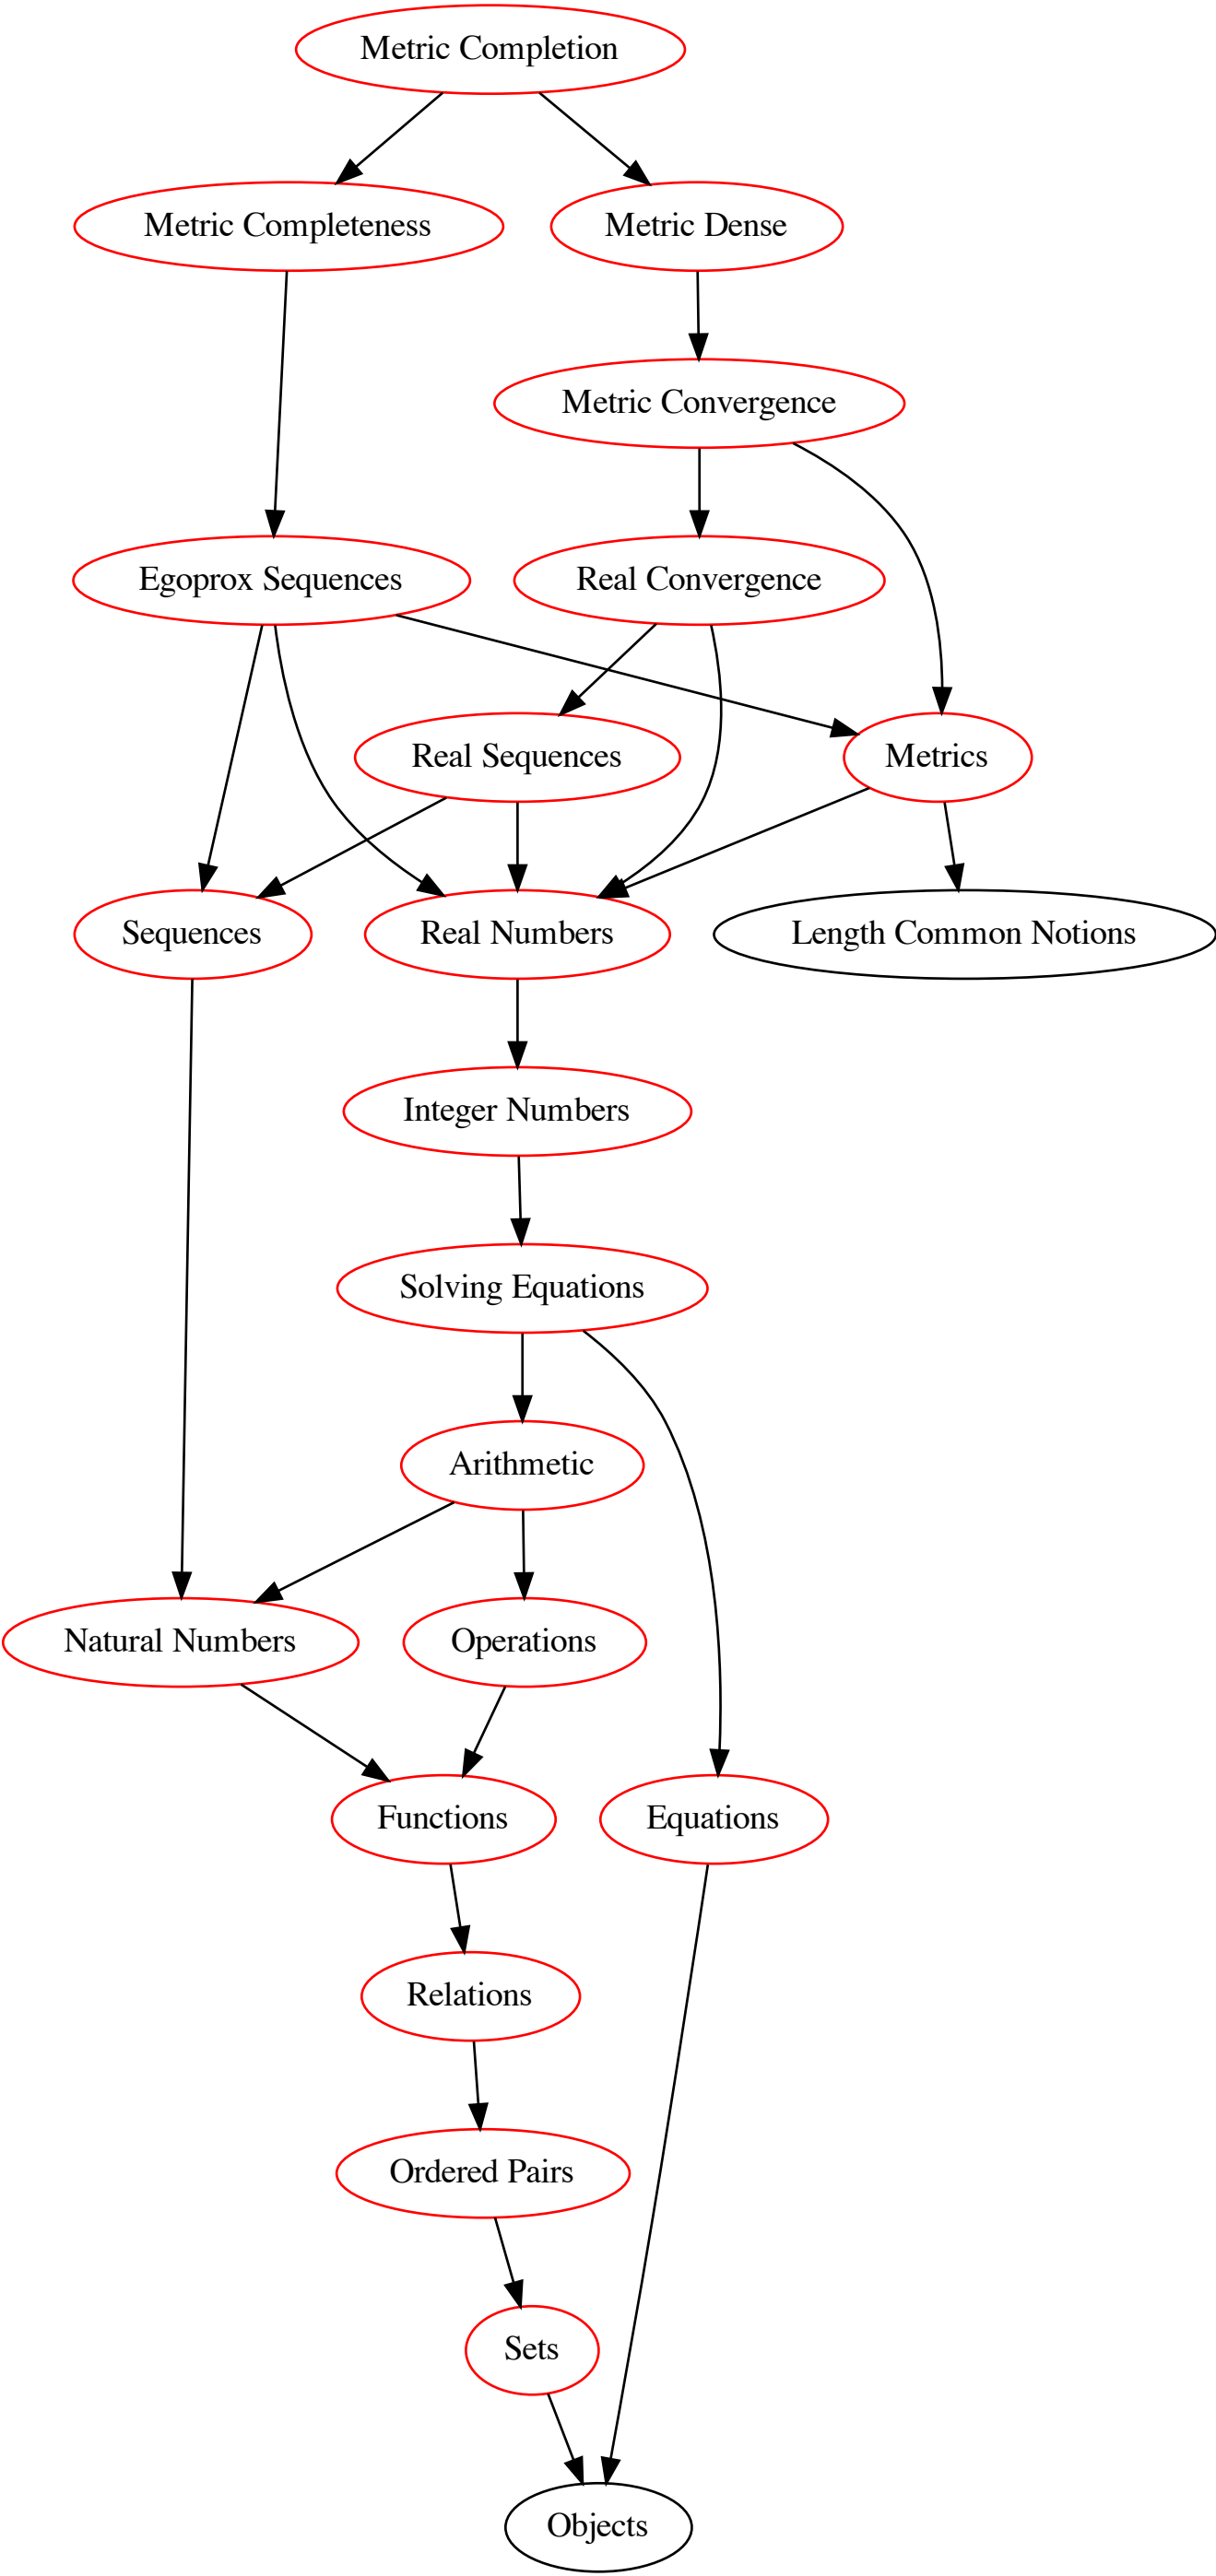 Metric Completion
Metric Completeness
Metric Dense
Metric Convergence
Egoprox Sequences
Real Convergence
Real Sequences
Metrics
Sequences
Real Numbers
Length Common Notions
Integer Numbers
Solving Equations
Arithmetic
Natural Numbers
Operations
Functions
Equations
Relations
Ordered Pairs
Sets
Objects